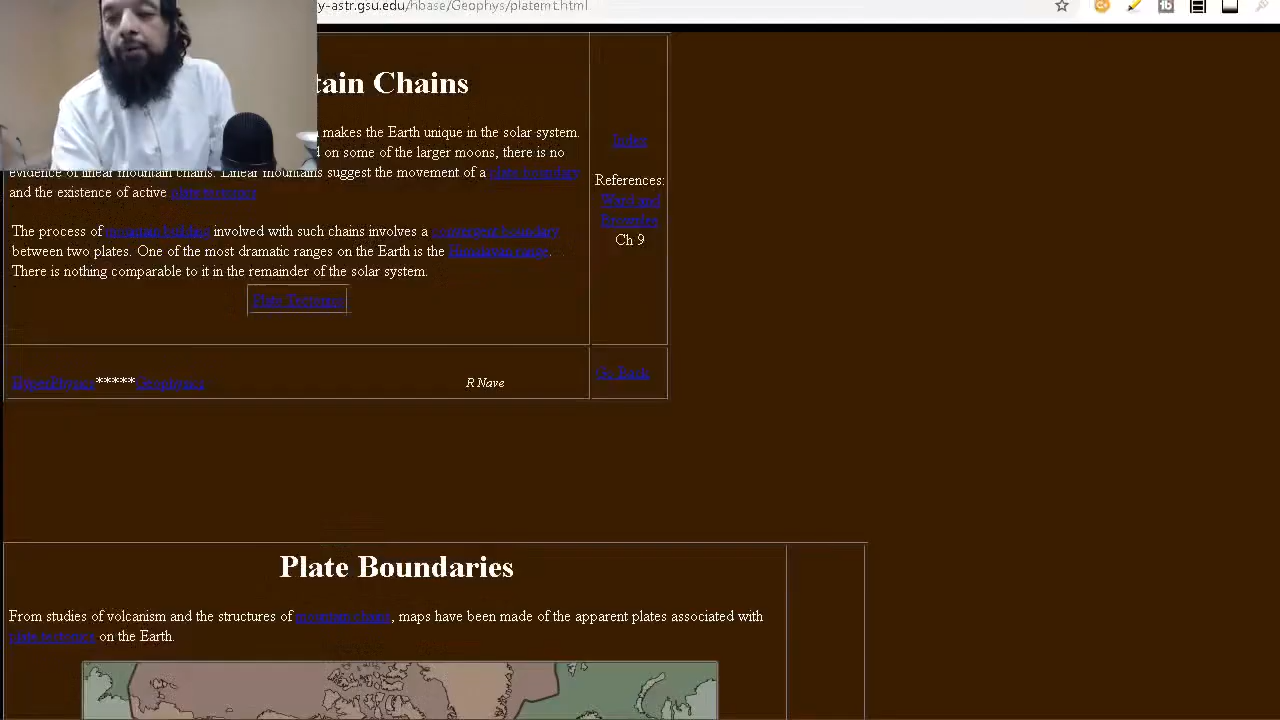 y-astr.gsu.edu/hbase/Geophys/platemt.html
tain Chains
makes the Earth unique in the solar system.
on some of the larger moons, there is no
evidence of linear mountain chains. Linear mountains suggest the movement of a plate boundary
and the existence of active plate tectonics
Index
References:
Ward and
Brownlee
Ch 9
The process of mountain building involved with such chains involves a convergent boundary
between two plates. One of the most dramatic ranges on the Earth is the Himalayan range.
There is nothing comparable to it in the remainder of the solar system.
Plate Tectonics
HyperPhysics*****Geophysics
R Nave
Go Back
Plate Boundaries
From studies of volcanism and the structures of mountain chains, maps have been made of the apparent plates associated with
plate tectonics on the Earth.